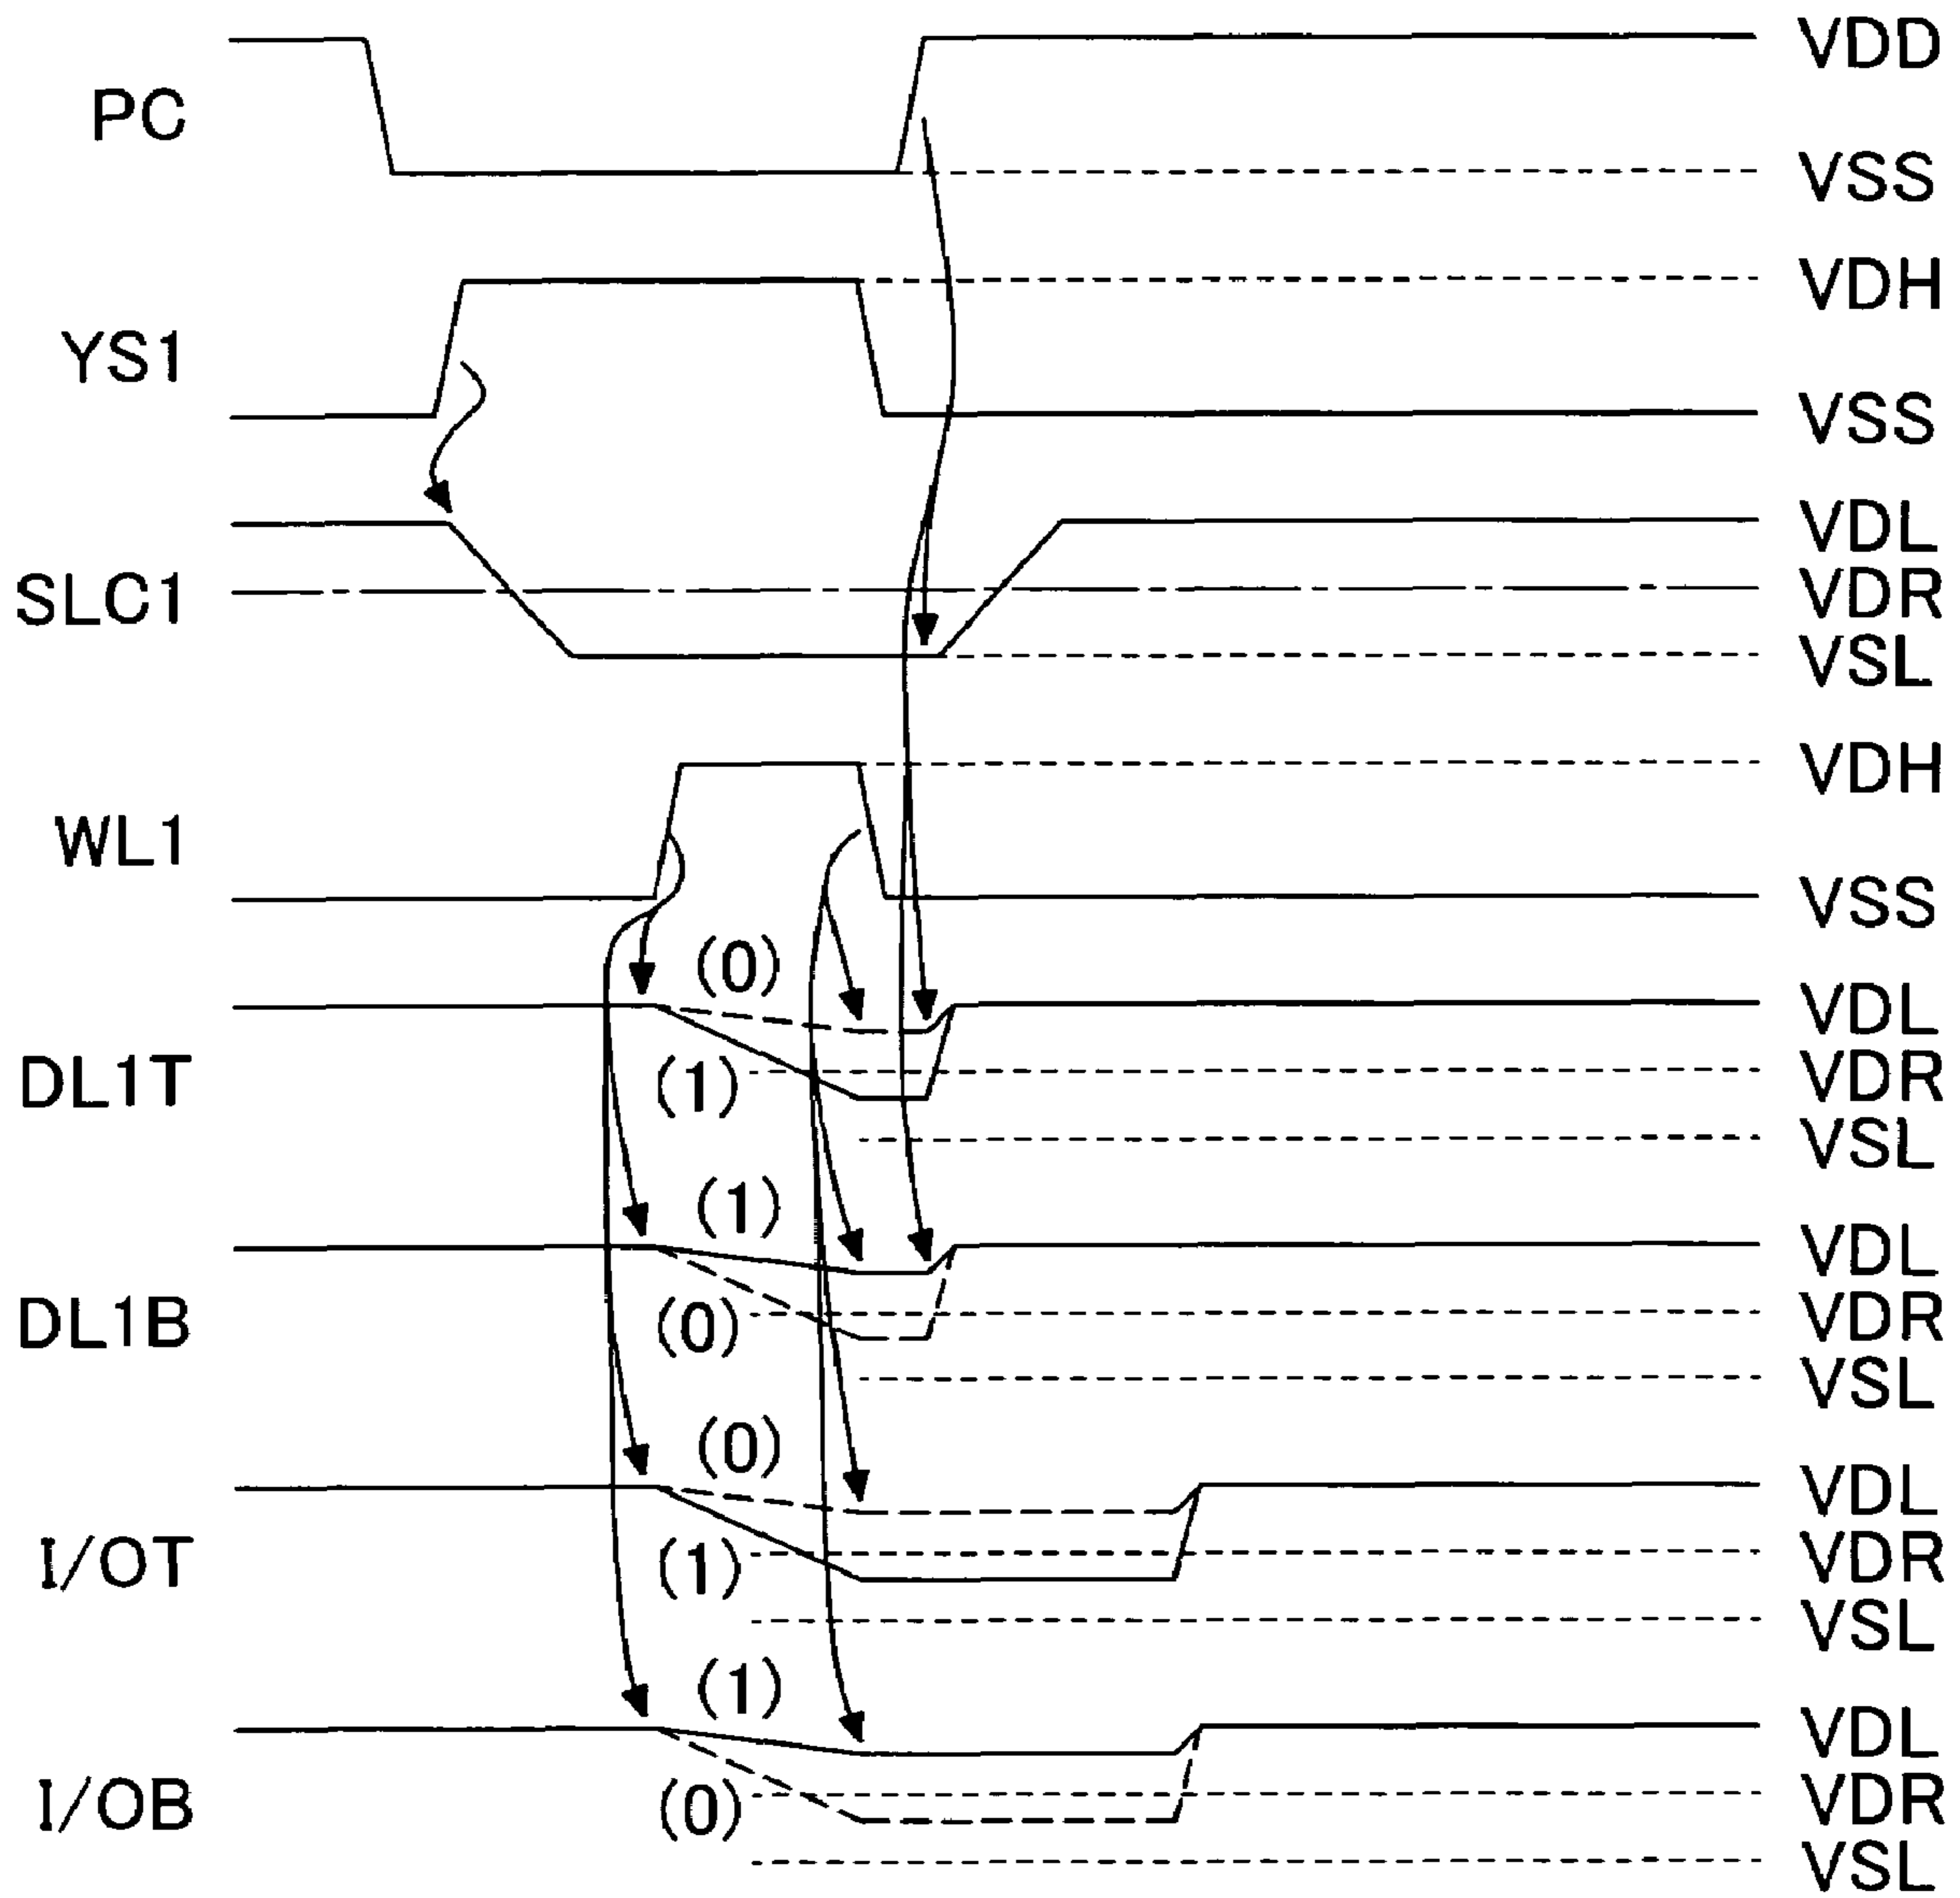 VDD
PC
VSS
VDH
YS1
VSS
VDL
SLC1
VDR
VSL
VDH
WL1
VSS
(0)
VDL
DL1T
(1)
VDR
VSL
(1)
VDL
DL1B
(0)
VDR
VSL
(0)
VDL
I/OT
(1)
VDR
VSL
(1)
VDL
I/OB
(0)
VDR
VSL